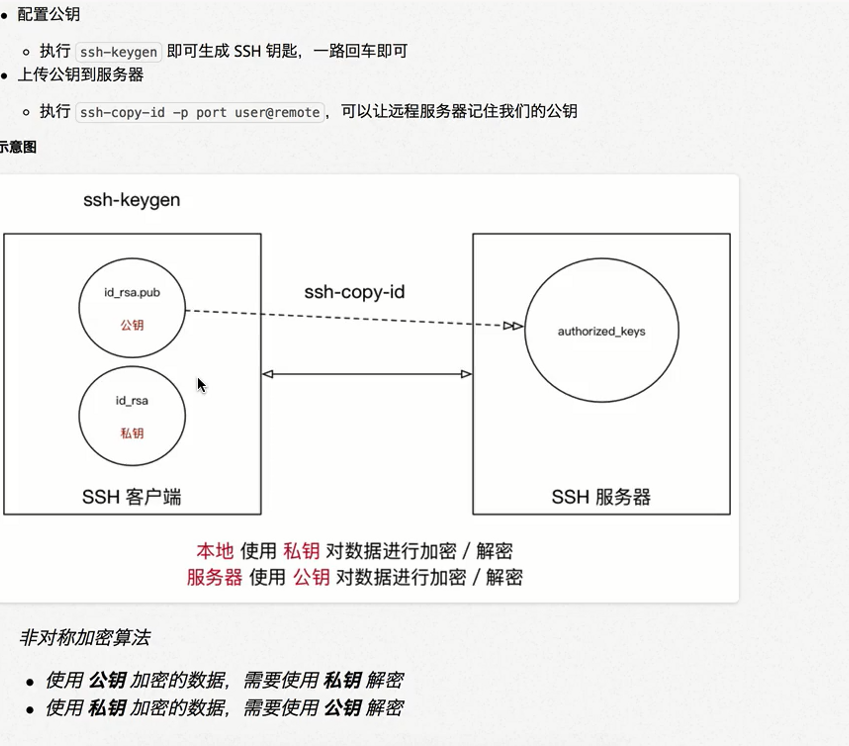 配置公钥
执行 ssh-keygen 即可生成 SSH 钥匙，一路回车即可
上传公钥到服务器
执行 ssh-copy-id -p port user@remote，可以让远程服务器记住我们的公钥
示意图
ssh-keygen
id_rsa.pub
公钥
ssh-copy-id
authorized_keys
id_rsa
私钥
SSH 客户端
SSH 服务器
本地 使用 私钥 对数据进行加密 / 解密
服务器 使用 公钥 对数据进行加密 / 解密
非对称加密算法
使用 公钥 加密的数据，需要使用 私钥 解密
使用 私钥 加密的数据，需要使用 公钥 解密